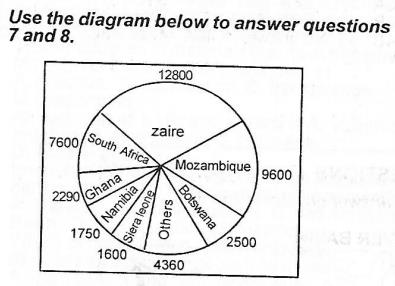 Use the diagram below to answer questions
7 and 8.
12800
zaire
7600
South Africa
Mozambique
9600
2290
Ghana
Namibia
Siera leone
Others
Botswana
1750
1600
4360
2500